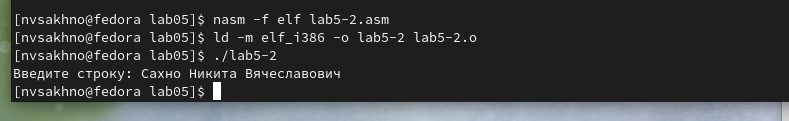 [nvsakhno@fedora lab05]$ nasm -f elf lab5-2.asm
[nvsakhno@fedora lab05]$ ld -m elf_i386 -o lab5-2 lab5-2.o
[nvsakhno@fedora lab05]$ ./lab5-2
Введите строку: Сахно Никита Вячеславович
[nvsakhno@fedora lab05]$